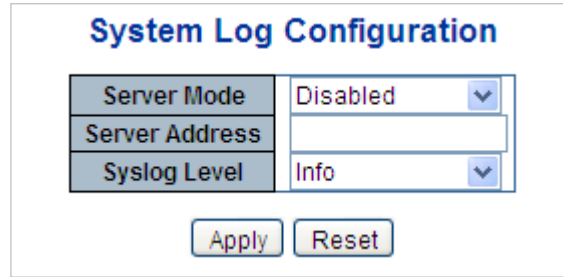 System Log Configuration
Server Mode Disabled
Server Address
Syslog Level Info
Apply Reset